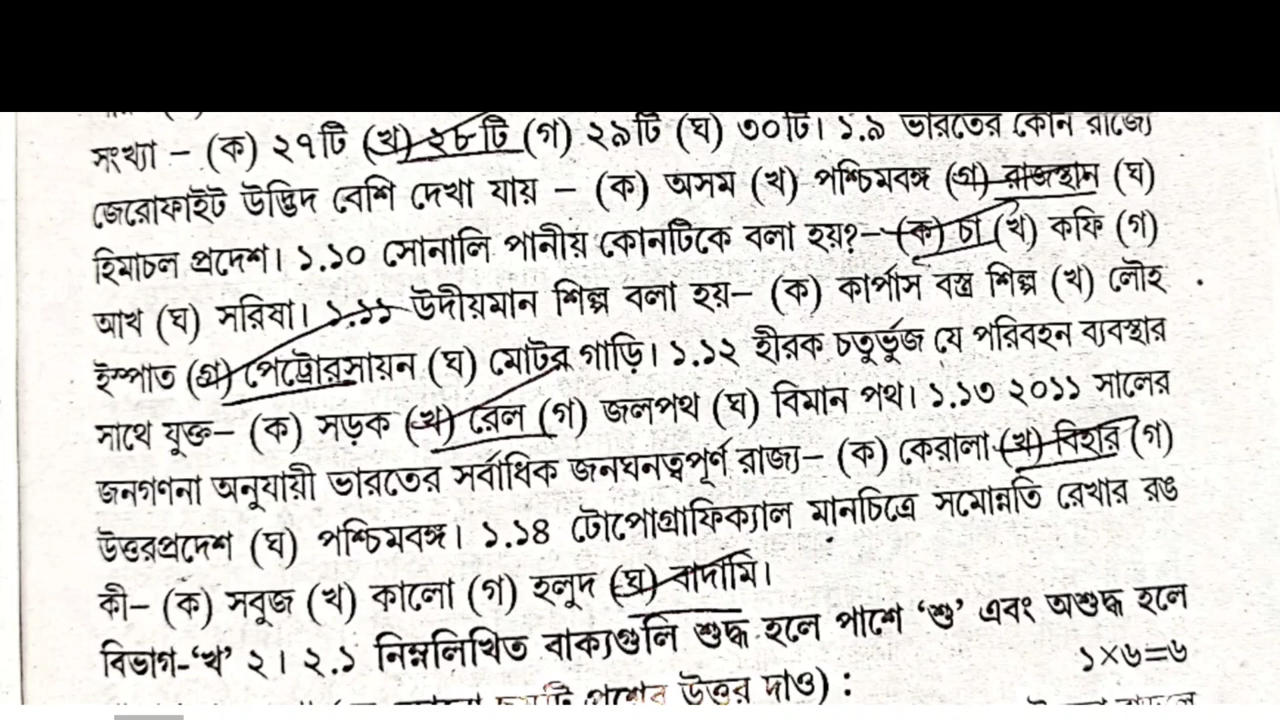 সংখ্যা – (ক) ২৭টি (খ) ২৮টি (গ) ২৯টি (ঘ) ৩০টি। ১.৯ ভারতের কোন রাজ্যে
জেরোফাইট উদ্ভিদ বেশি দেখা যায় – (ক) অসম (খ) পশ্চিমবঙ্গ (গ) রাজস্থান (ঘ)
হিমাচল প্রদেশ। ১.১০ সোনালি পানীয় কোনটিকে বলা হয়?– (ক) চা (খ) কফি (গ)
আখ (ঘ) সরিষা। ১.১১ উদীয়মান শিল্প বলা হয়– (ক) কার্পাস বস্ত্র শিল্প (খ) লৌহ
ইস্পাত (গ) পেট্রোরসায়ন (ঘ) মোটর গাড়ি। ১.১২ হীরক চতুর্ভুজ যে পরিবহন ব্যবস্থার
সাথে যুক্ত– (ক) সড়ক (খ) রেল (গ) জলপথ (ঘ) বিমান পথ। ১.১৩ ২০১১ সালের
জনগণনা অনুযায়ী ভারতের সর্বাধিক জনঘনত্বপূর্ণ রাজ্য– (ক) কেরালা (খ) বিহার (গ)
উত্তরপ্রদেশ (ঘ) পশ্চিমবঙ্গ। ১.১৪ টোপোগ্রাফিক্যাল মানচিত্রে সমোন্নতি রেখার রঙ
কী– (ক) সবুজ (খ) কালো (গ) হলুদ (ঘ) বাদামি।
বিভাগ-‘খ’ ২। ২.১ নিম্নলিখিত বাক্যগুলি শুদ্ধ হলে পাশে ‘শু’ এবং অশুদ্ধ হলে
১×৬=৬
প্রশ্নের উত্তর দাও) :